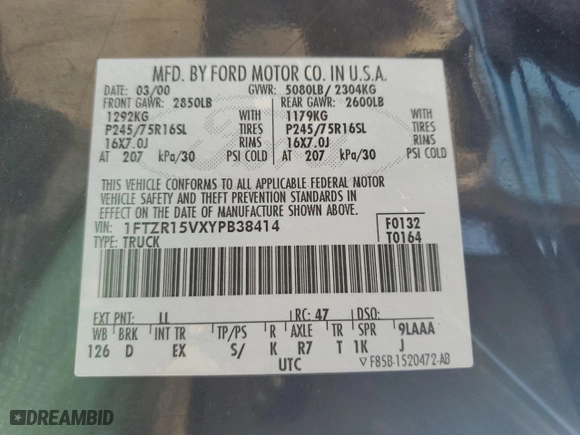 MFD. BY FORD MOTOR CO. IN U.S.A.
DATE: 03/00 GVWR: 5080LB/ 2304KG
FRONT GAWR: 2850LB REAR GAWR: 2600LB
1292KG WITH 1179KG WITH
P245/75R16SL TIRES P245/75R16SL TIRES
16X7.0J RIMS 16X7.0J RIMS
AT 207 kPa/30 PSI COLD AT 207 kPa/30 PSI COLD
THIS VEHICLE CONFORMS TO ALL APPLICABLE FEDERAL MOTOR
VEHICLE SAFETY AND THEFT PREVENTION STANDARDS IN
EFFECT ON THE DATE OF MANUFACTURE SHOWN ABOVE.
VIN: 1FTZR15VXYPB38414 F0132
TYPE: TRUCK T0164
EXT PNT: LL RC: 47 DSO:
WB BRK INT TR TP/PS R AXLE TR SPR 9LAAA
126 D EX S/ K R7 T 1K J
UTC ▽ F85B-1520472-AB
DREAMBID